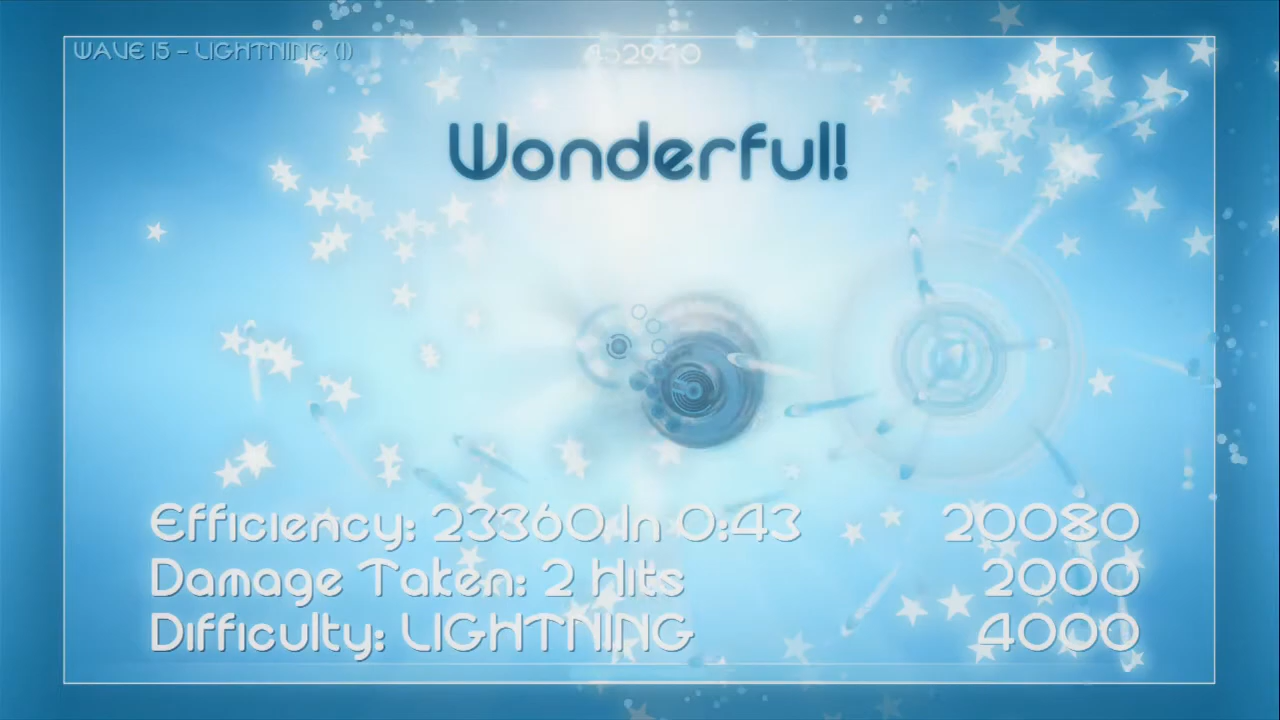 WAVE 15 - LIGHTNING (1)
Wonderful!
Efficiency: 23360 In 0:43 20080
Damage Taken: 2 Hits 2000
Difficulty: LIGHTNING 4000